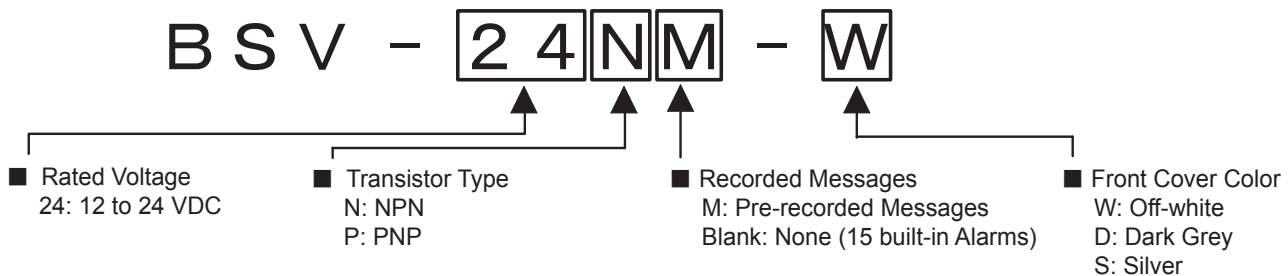 BSV-24NM-W
■ Rated Voltage
24: 12 to 24 VDC
■ Transistor Type
N: NPN
P: PNP
■ Recorded Messages
M: Pre-recorded Messages
Blank: None (15 built-in Alarms)
■ Front Cover Color
W: Off-white
D: Dark Grey
S: Silver